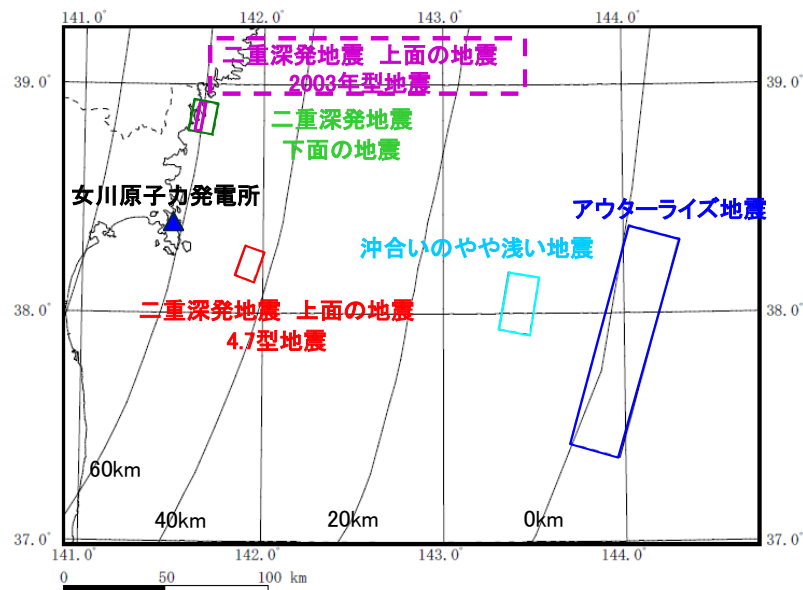 141.0° 142.0° 143.0° 144.0°
二重深発地震 上面の地震
2003年型地震
39.0° 39.0°
二重深発地震
下面の地震
女川原子力発電所
アウターライズ地震
沖合いのやや浅い地震
38.0° 38.0°
二重深発地震 上面の地震
4.7型地震
60km
40km 20km 0km
37.0° 37.0°
141.0° 142.0° 143.0° 144.0°
0 50 100 km